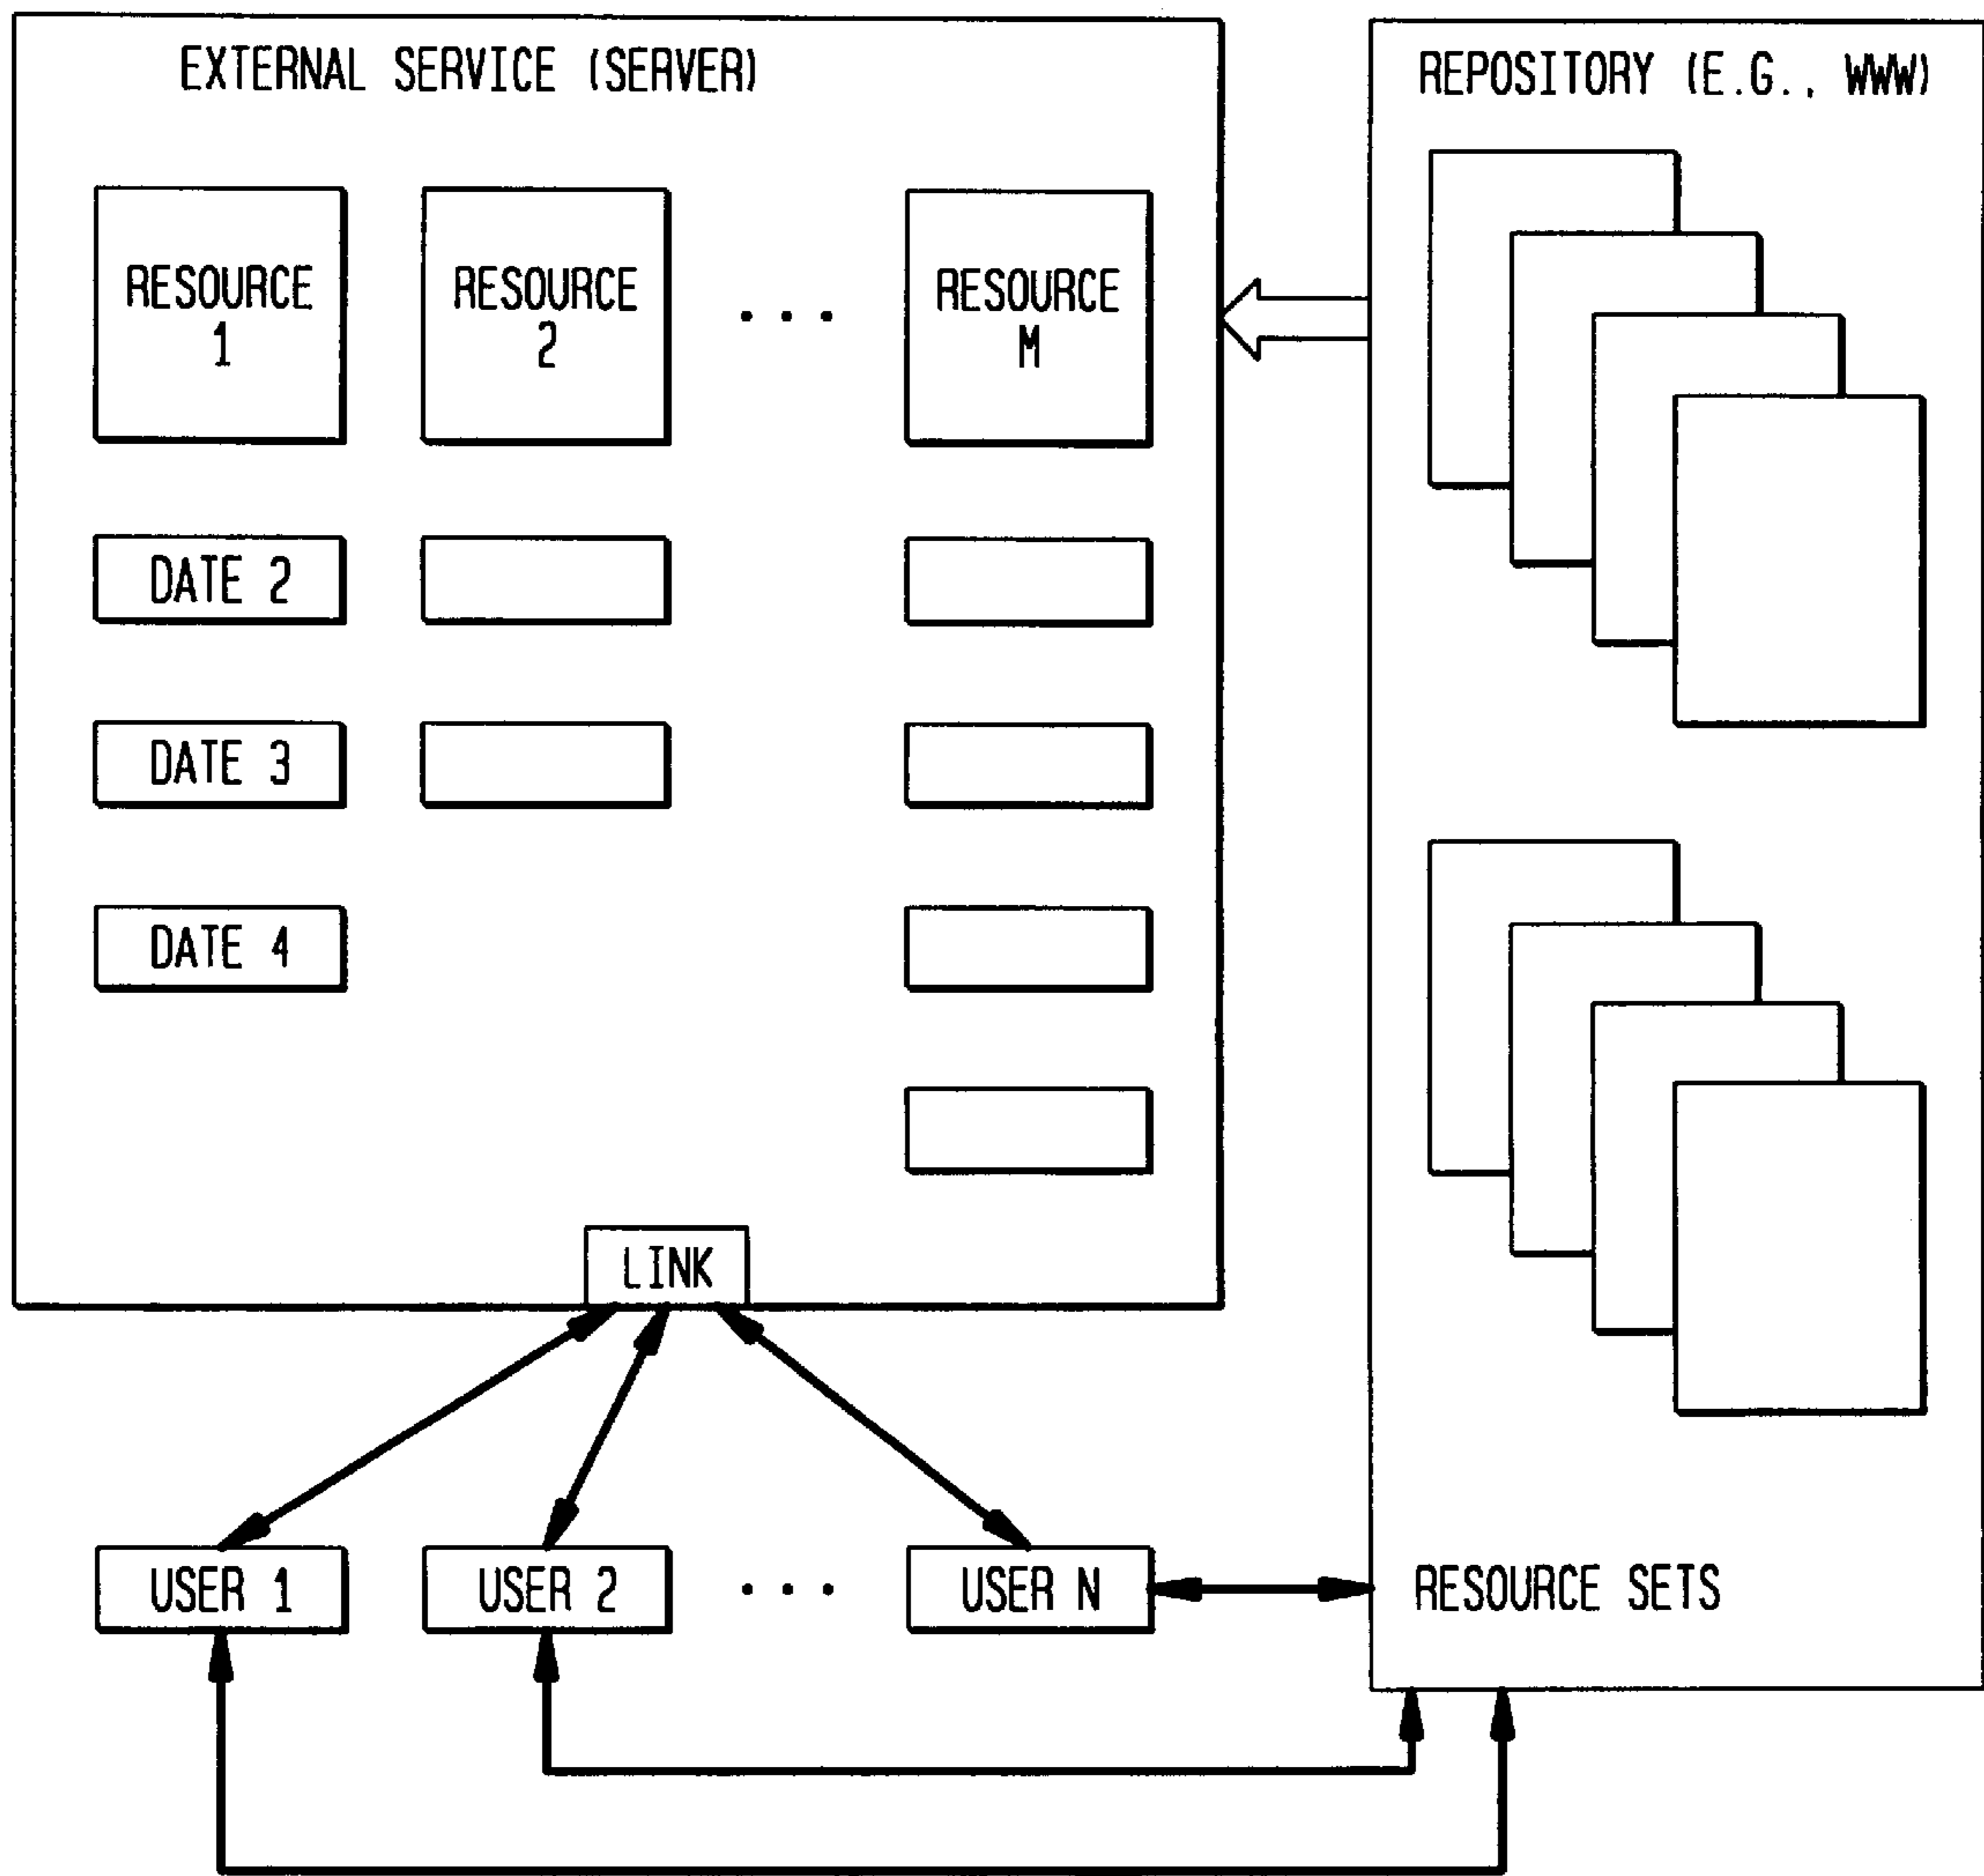 EXTERNAL SERVICE (SERVER)
REPOSITORY (E.G., WWW)
RESOURCE
1
RESOURCE
2
...
RESOURCE
M
DATE 2
DATE 3
DATE 4
LINK
USER 1
USER 2
...
USER N
RESOURCE SETS